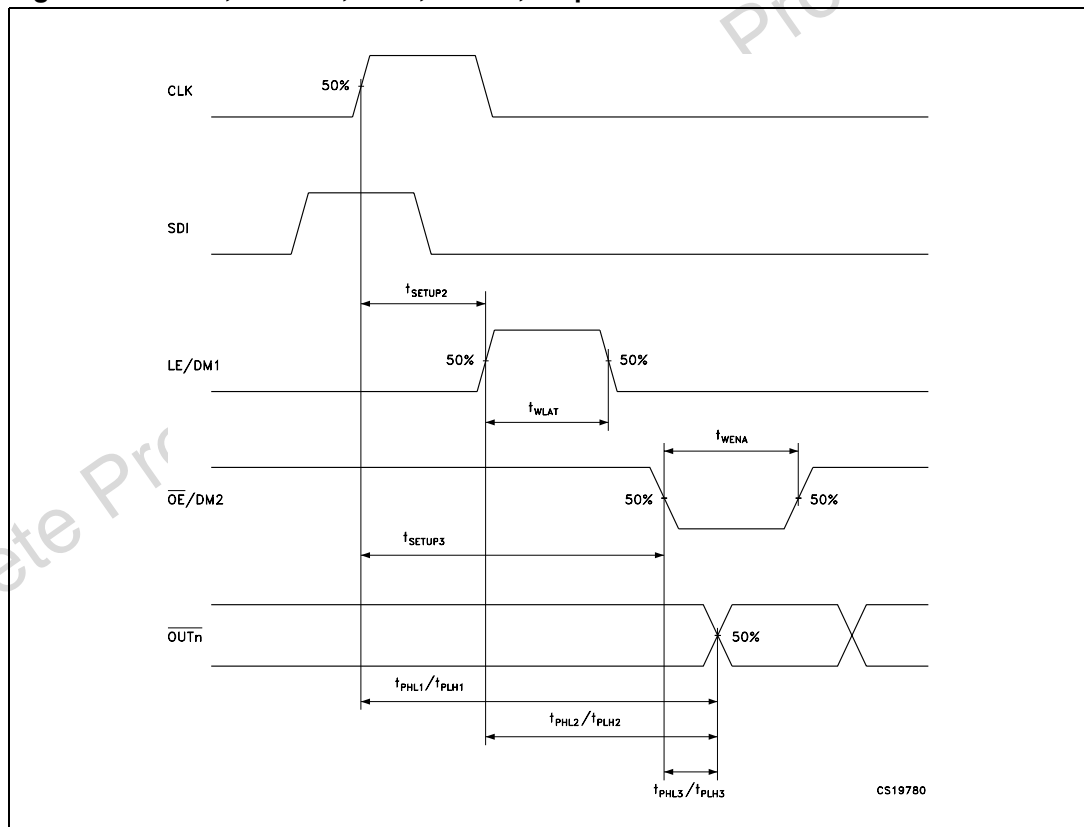 CLK
50%
SDI
tSETUP2
LE/DM1
50%
50%
tWLAT
tWENA
OE/DM2
50%
50%
tSETUP3
OUTn
50%
tPHL1/tPLH1
tPHL2/tPLH2
tPHL3/tPLH3
CS19780